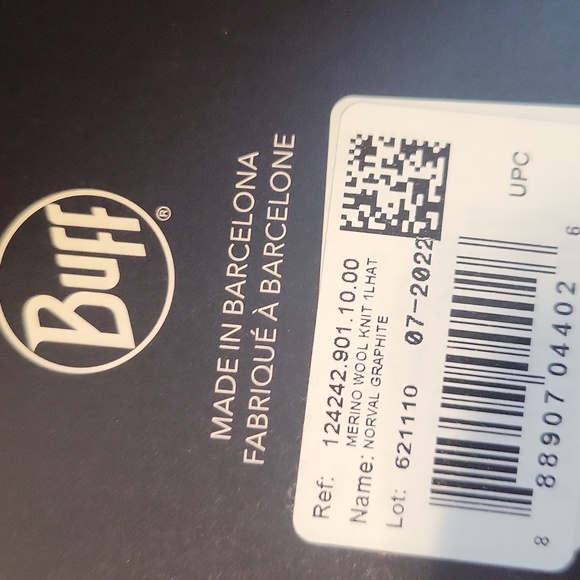 Buff®
MADE IN BARCELONA
FABRIQUÉ À BARCELONE
Ref: 124242.901.10.00
Name: MERINO WOOL KNIT 1LHAT
NORVAL GRAPHITE
Lot: 621110 07-2022
UPC
8 88907 04402 6